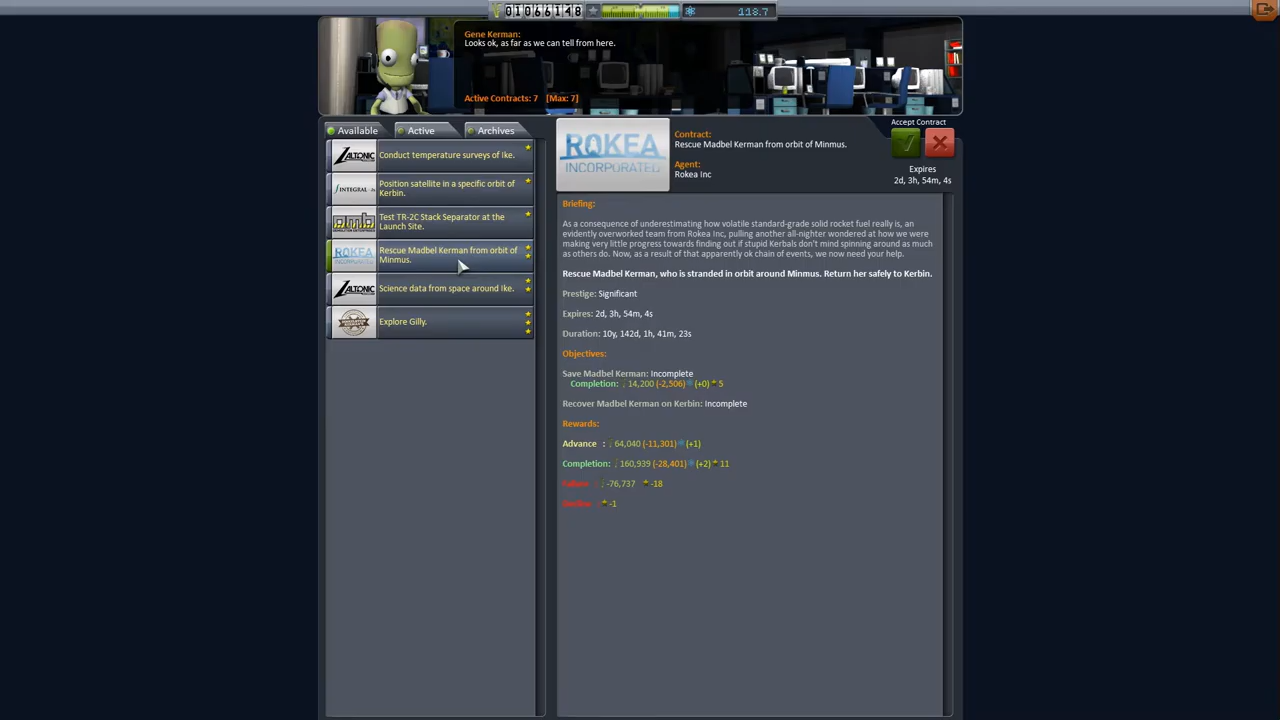 01066148
118.7
Gene Kerman:
Looks ok, as far as we can tell from here.
Active Contracts: 7 [Max: 7]
Available
Active
Archives
ZALTONIC
Conduct temperature surveys of Ike.
INTEGRAL
Position satellite in a specific orbit of
Kerbin.
Test TR-2C Stack Separator at the
Launch Site.
ROKEA
INCORPORATED
Rescue Madbel Kerman from orbit of
Minmus.
ZALTONIC
Science data from space around Ike.
Explore Gilly.
ROKEA
INCORPORATED
Contract:
Rescue Madbel Kerman from orbit of Minmus.
Agent:
Rokea Inc
Accept Contract
Expires
2d, 3h, 54m, 4s
Briefing:
As a consequence of underestimating how volatile standard-grade solid rocket fuel really is, an
evidently overworked team from Rokea Inc, pulling another all-nighter wondered at how we were
making very little progress towards finding out if stupid Kerbals don't mind spinning around as much
as others do. Now, as a result of that apparently ok chain of events, we now need your help.
Rescue Madbel Kerman, who is stranded in orbit around Minmus. Return her safely to Kerbin.
Prestige: Significant
Expires: 2d, 3h, 54m, 4s
Duration: 10y, 142d, 1h, 41m, 23s
Objectives:
Save Madbel Kerman: Incomplete
Completion: 14,200 (-2,506) (+0) 5
Recover Madbel Kerman on Kerbin: Incomplete
Rewards:
Advance : 64,040 (-11,301) (+1)
Completion: 160,939 (-28,401) (+2) 11
Failure: -76,737 -18
Decline: -1